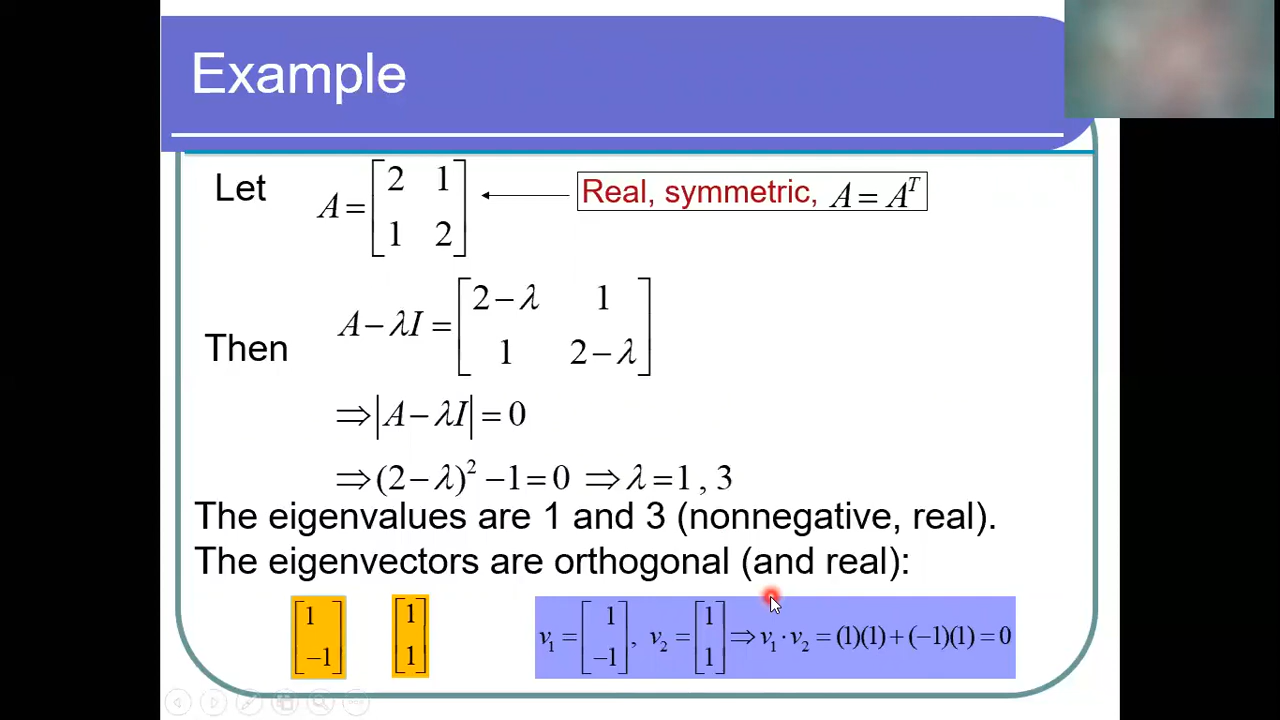 Example
Let A = [2 1; 1 2] ← Real, symmetric, A = Aᵀ
Then A − λI = [2−λ 1; 1 2−λ]
⇒ |A − λI| = 0
⇒ (2 − λ)² − 1 = 0 ⇒ λ = 1 , 3
The eigenvalues are 1 and 3 (nonnegative, real).
The eigenvectors are orthogonal (and real):
[1; −1] [1; 1] v₁ = [1; −1], v₂ = [1; 1] ⇒ v₁ · v₂ = (1)(1) + (−1)(1) = 0